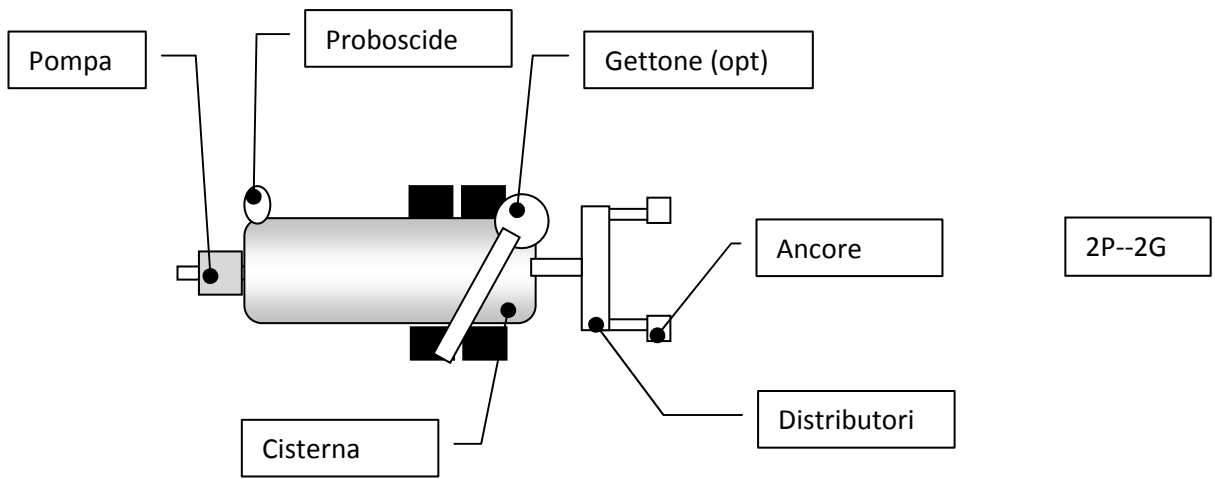 Proboscide
Pompa
Gettone (opt)
Ancore
2P--2G
Distributori
Cisterna